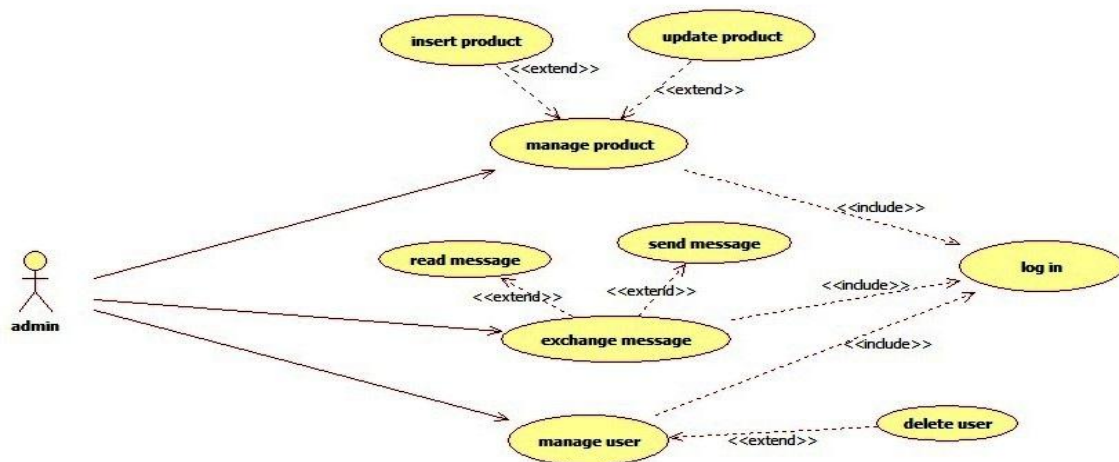 insert product
update product
<<extend>>
<<extend>>
manage product
<<include>>
send message
read message
log in
<<extend>>
<<extend>>
<<include>>
admin
exchange message
<<include>>
delete user
manage user
<<extend>>